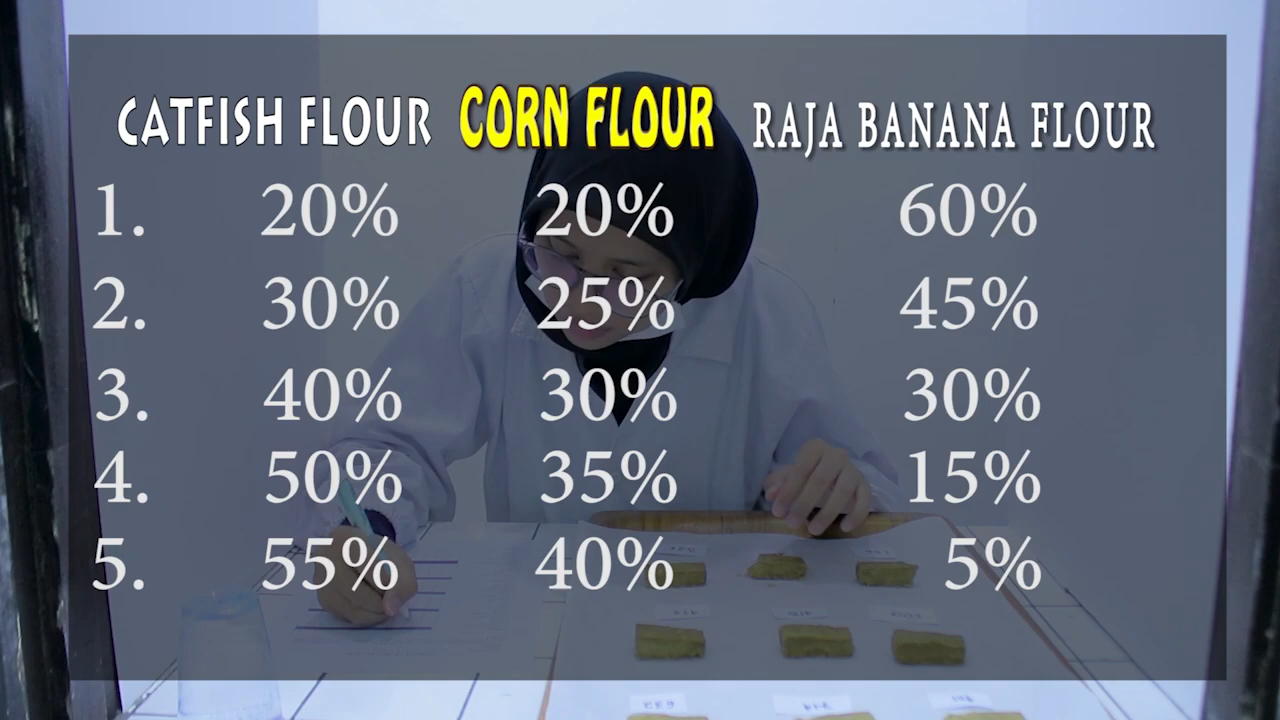 CATFISH FLOUR CORN FLOUR RAJA BANANA FLOUR
1. 20% 20% 60%
2. 30% 25% 45%
3. 40% 30% 30%
4. 50% 35% 15%
5. 55% 40% 5%